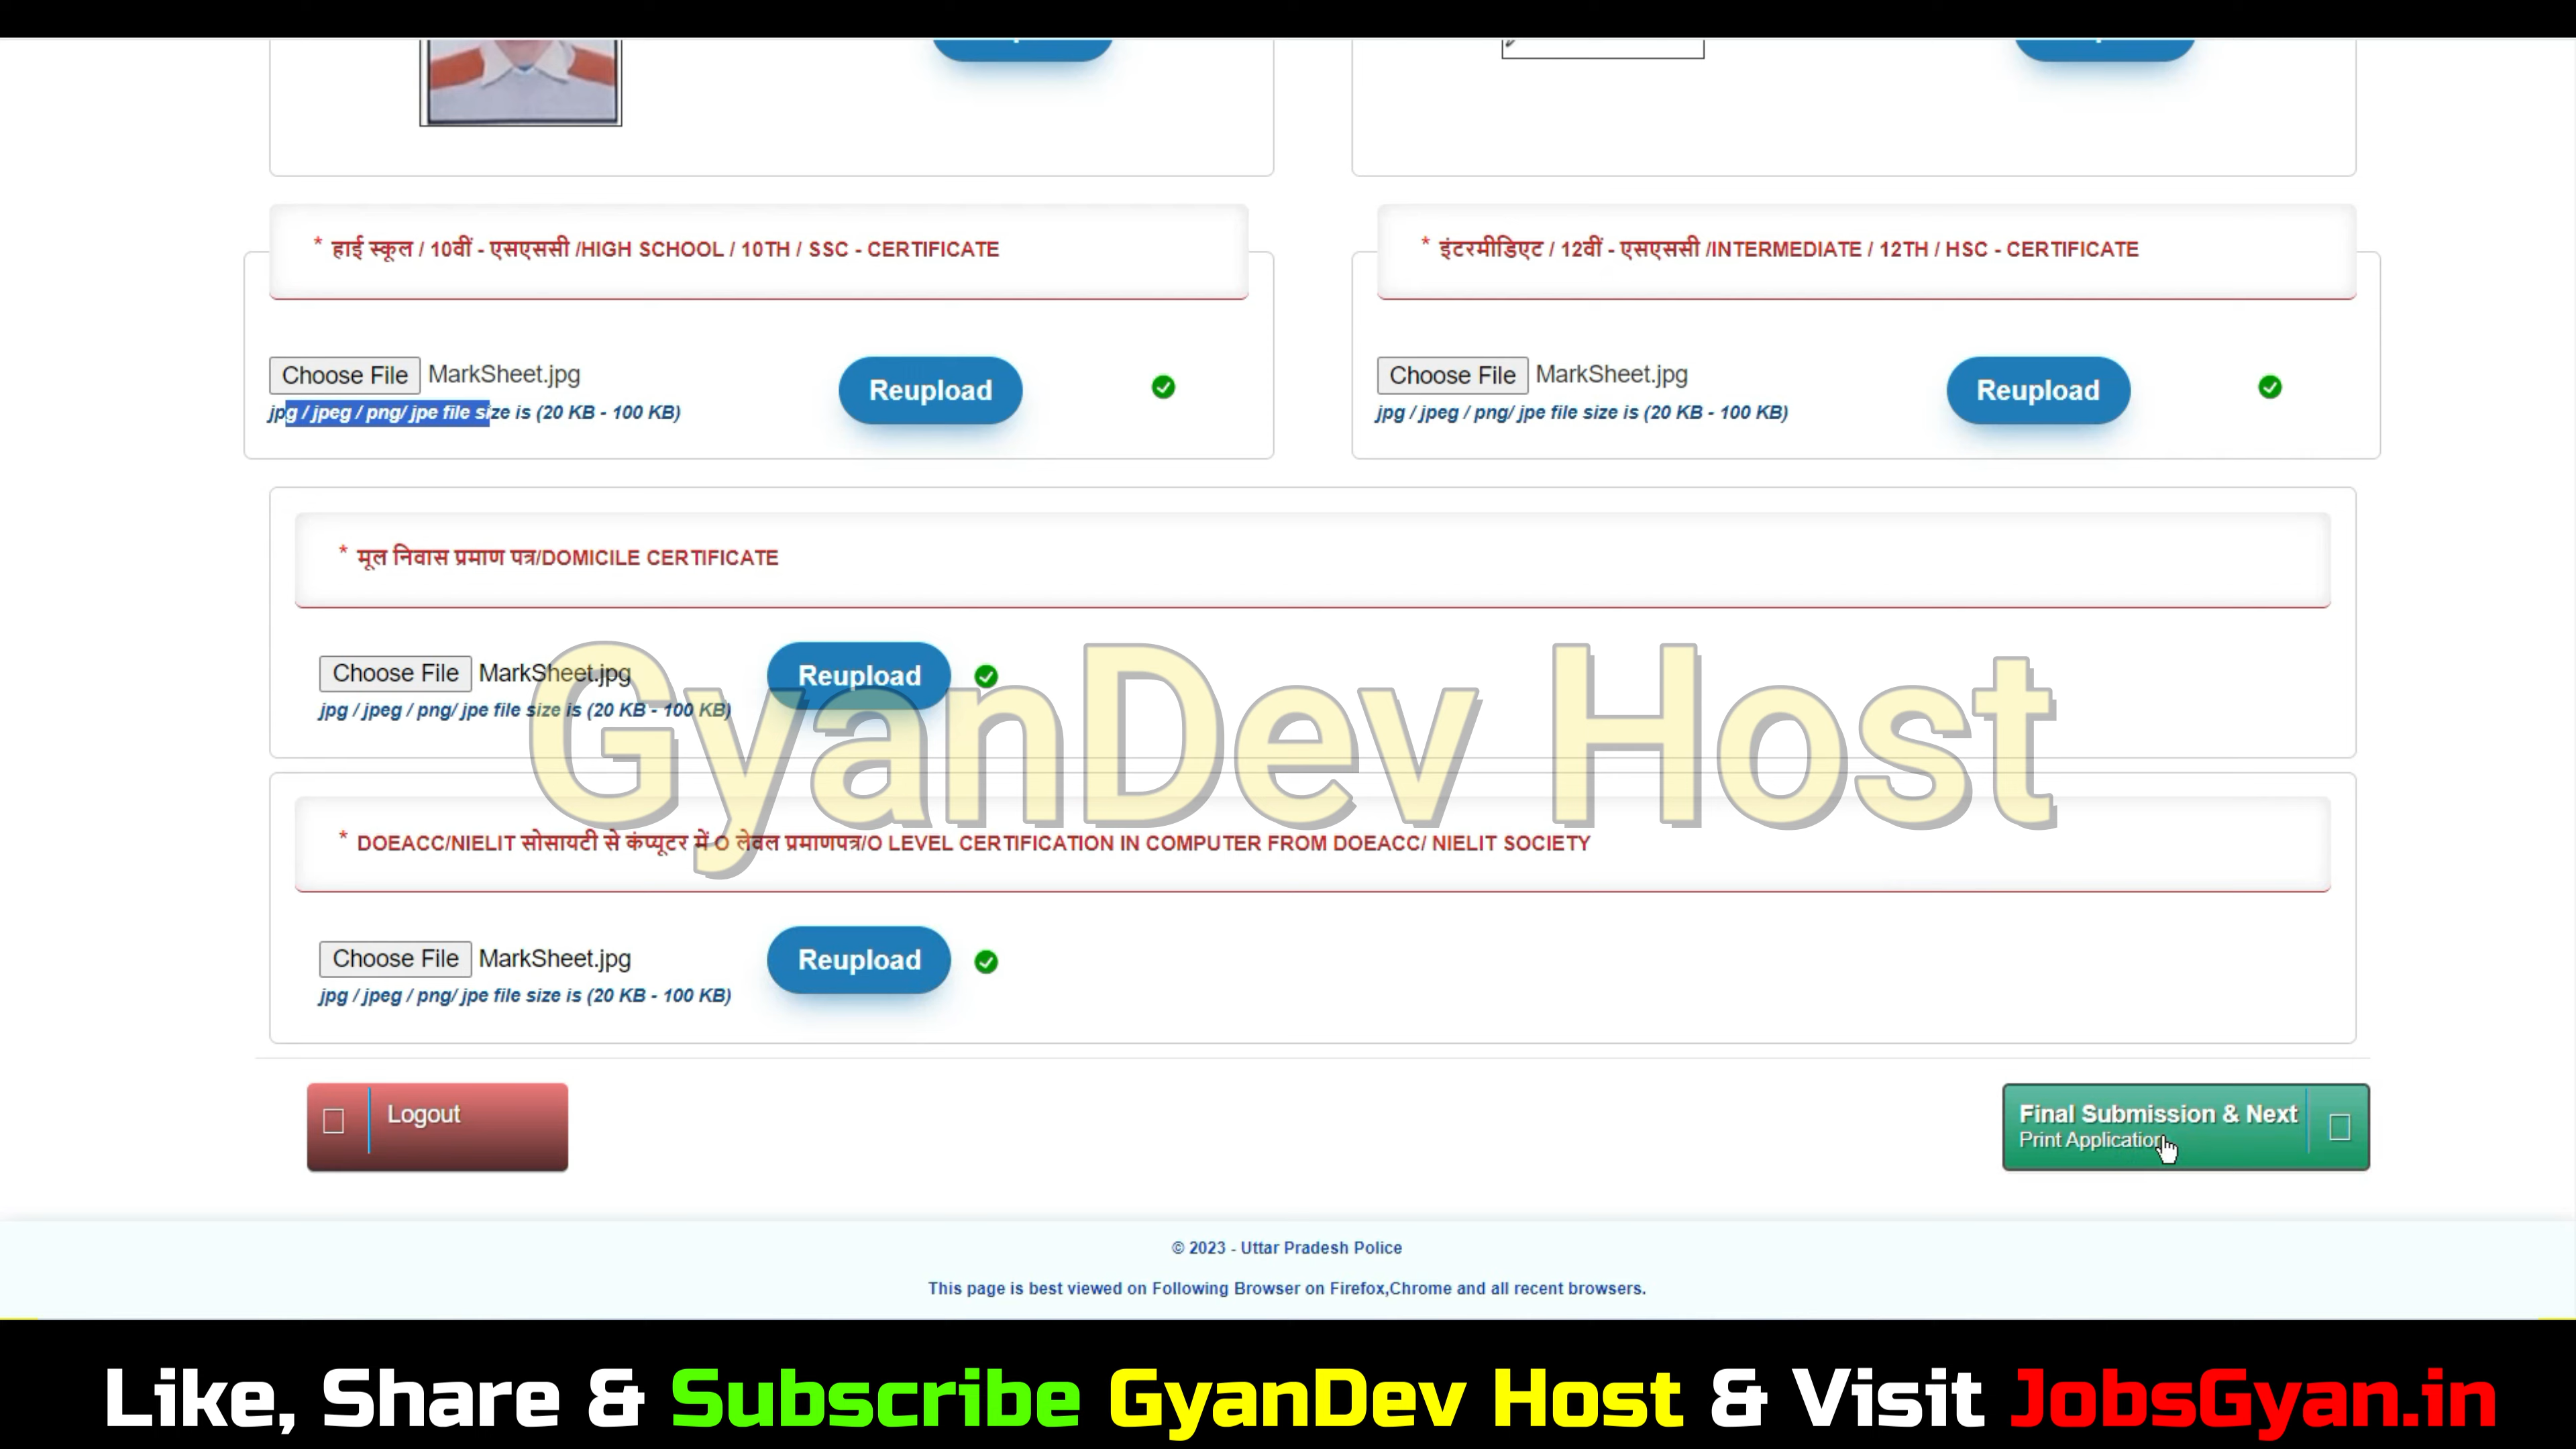 * हाई स्कूल / 10वीं - एसएससी /HIGH SCHOOL / 10TH / SSC - CERTIFICATE
Choose File MarkSheet.jpg
jpg / jpeg / png/ jpe file size is (20 KB - 100 KB)
Reupload
* इंटरमीडिएट / 12वीं - एसएससी /INTERMEDIATE / 12TH / HSC - CERTIFICATE
Choose File MarkSheet.jpg
jpg / jpeg / png/ jpe file size is (20 KB - 100 KB)
Reupload
* मूल निवास प्रमाण पत्र/DOMICILE CERTIFICATE
Choose File MarkSheet.jpg
jpg / jpeg / png/ jpe file size is (20 KB - 100 KB)
Reupload
GyanDev Host
* DOEACC/NIELIT सोसायटी से कंप्यूटर में O लेवल प्रमाणपत्र/O LEVEL CERTIFICATION IN COMPUTER FROM DOEACC/ NIELIT SOCIETY
Choose File MarkSheet.jpg
jpg / jpeg / png/ jpe file size is (20 KB - 100 KB)
Reupload
Logout
Final Submission & Next
Print Application
© 2023 - Uttar Pradesh Police
This page is best viewed on Following Browser on Firefox,Chrome and all recent browsers.
Like, Share & Subscribe GyanDev Host & Visit JobsGyan.in